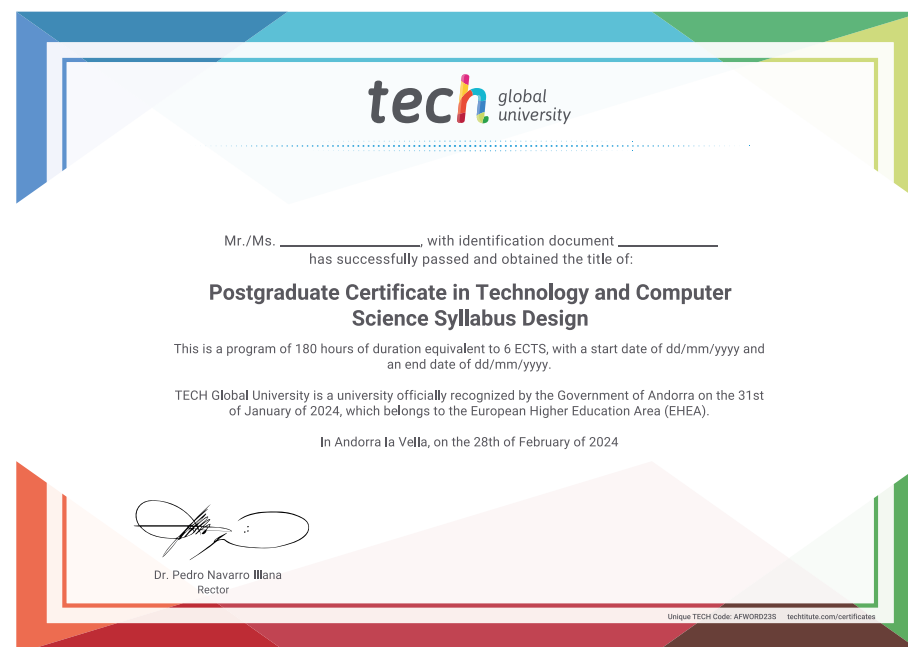 tech global university
Mr./Ms. ____________, with identification document ____________
has successfully passed and obtained the title of:
Postgraduate Certificate in Technology and Computer
Science Syllabus Design
This is a program of 180 hours of duration equivalent to 6 ECTS, with a start date of dd/mm/yyyy and
an end date of dd/mm/yyyy.
TECH Global University is a university officially recognized by the Government of Andorra on the 31st
of January of 2024, which belongs to the European Higher Education Area (EHEA).
In Andorra la Vella, on the 28th of February of 2024
Dr. Pedro Navarro Illana
Rector
Unique TECH Code: AFWORD23S techtitute.com/certificates